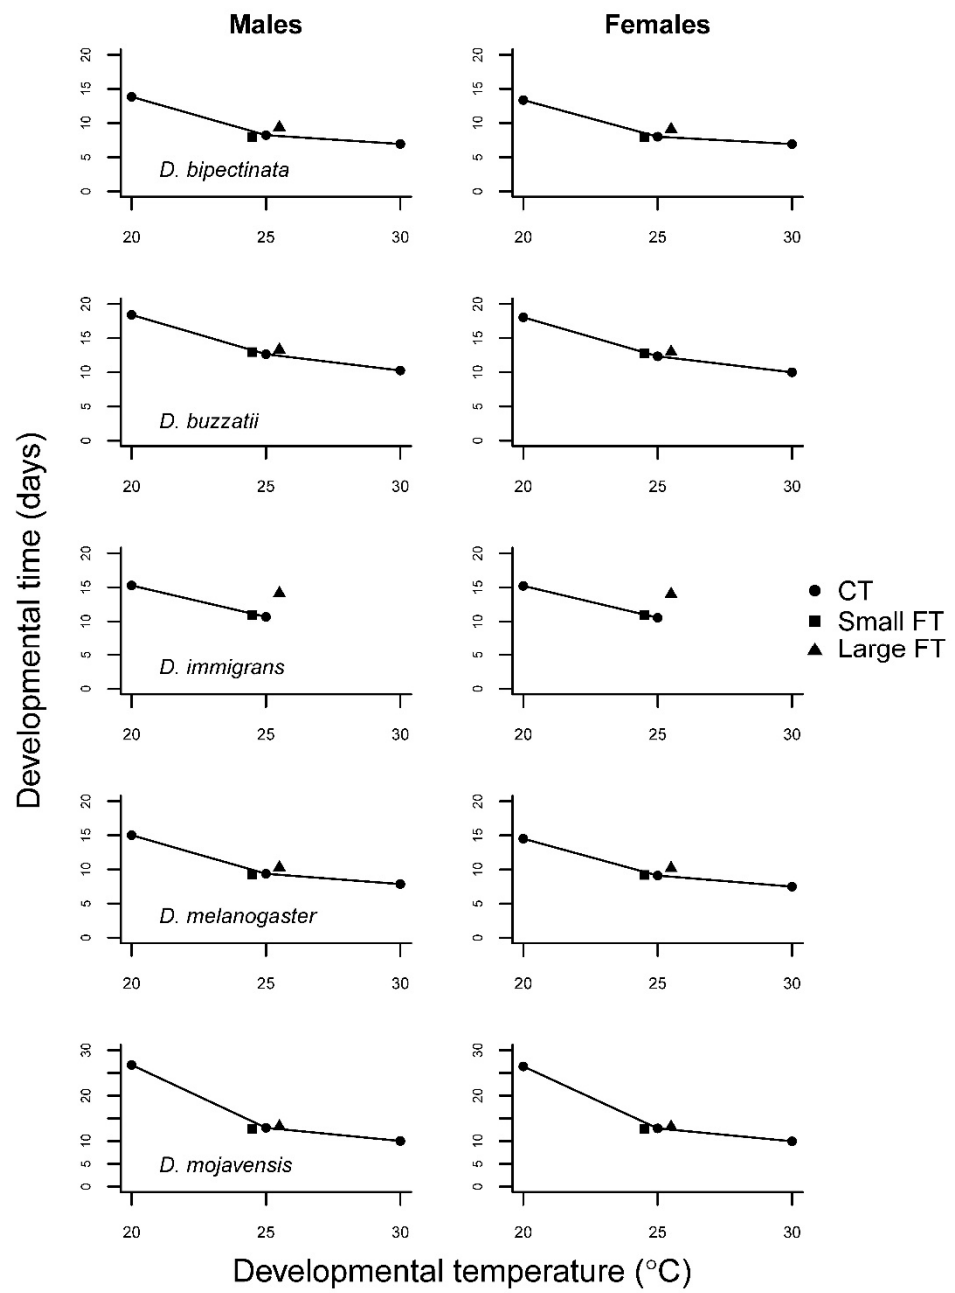 Males Females
20 15 10 5 0
D. bipectinata
20 25 30
20 15 10 5 0
20 25 30
20 15 10 5 0
D. buzzatii
20 25 30
20 15 10 5 0
20 25 30
20 15 10 5 0
D. immigrans
20 25 30
20 15 10 5 0
20 25 30
20 15 10 5 0
D. melanogaster
20 25 30
20 15 10 5 0
20 25 30
30 20 10 5 0
D. mojavensis
20 25 30
30 20 10 5 0
20 25 30
Developmental time (days)
Developmental temperature (°C)
CT
Small FT
Large FT